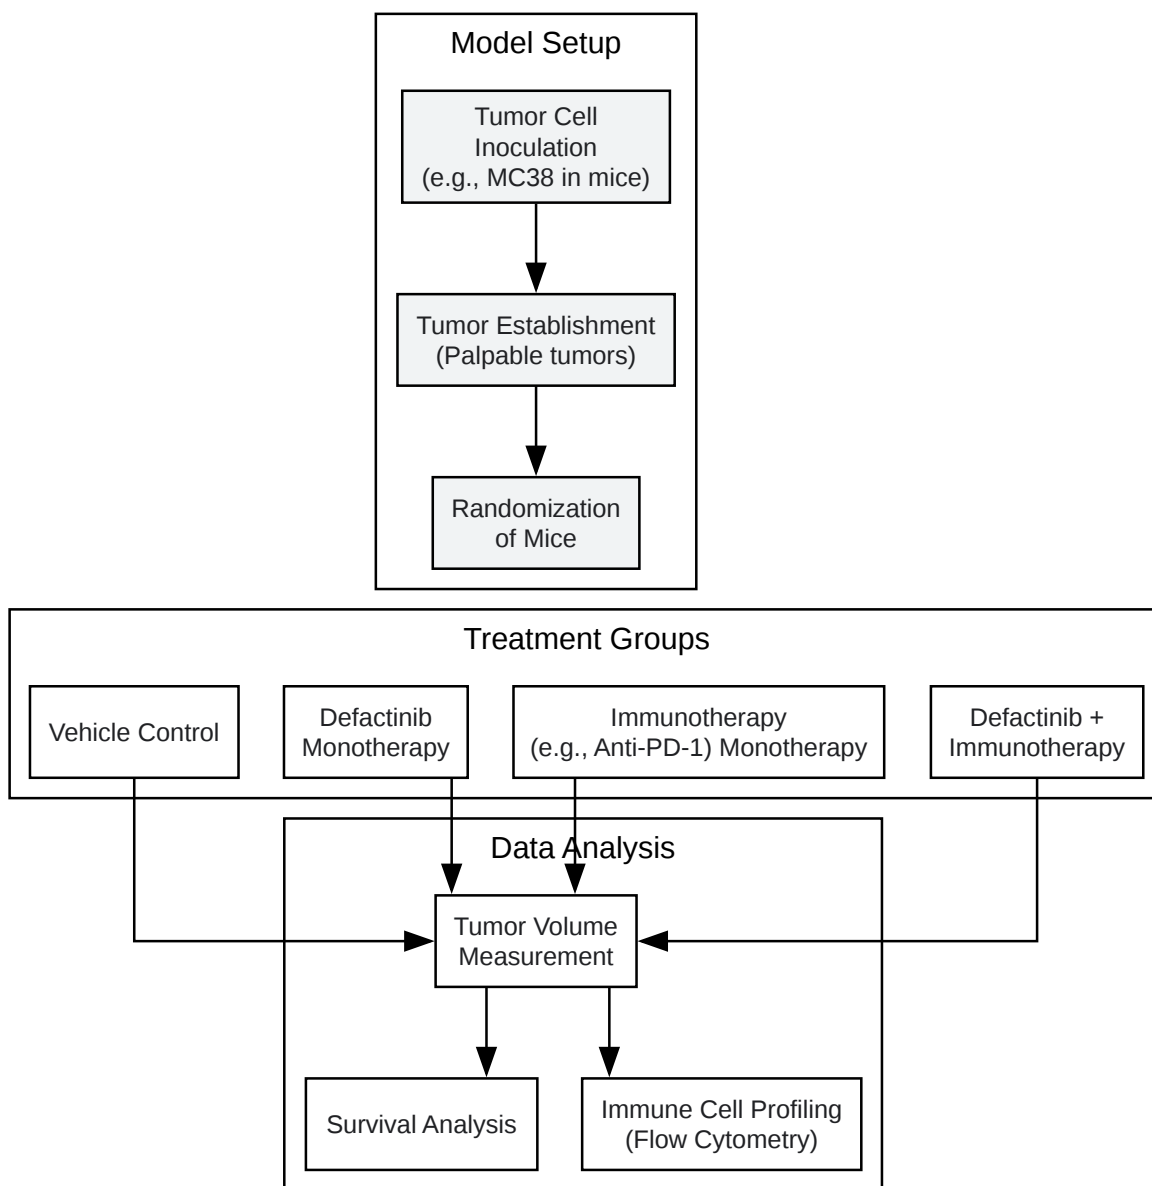 Model Setup
Tumor Cell
Inoculation
(e.g., MC38 in mice)
Tumor Establishment
(Palpable tumors)
Randomization
of Mice
Treatment Groups
Vehicle Control
Defactinib
Monotherapy
Immunotherapy
(e.g., Anti-PD-1) Monotherapy
Defactinib +
Immunotherapy
Data Analysis
Tumor Volume
Measurement
Survival Analysis
Immune Cell Profiling
(Flow Cytometry)